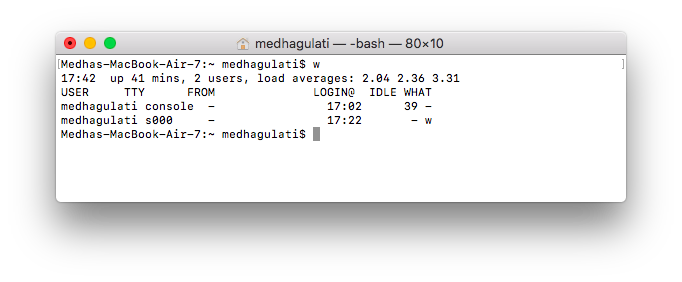 medhagulati — -bash — 80×10
[Medhas-MacBook-Air-7:~ medhagulati$ w ]
17:42  up 41 mins, 2 users, load averages: 2.04 2.36 3.31
USER     TTY      FROM              LOGIN@  IDLE WHAT
medhagulati console  -                17:02      39 -
medhagulati s000     -                17:22       - w
Medhas-MacBook-Air-7:~ medhagulati$